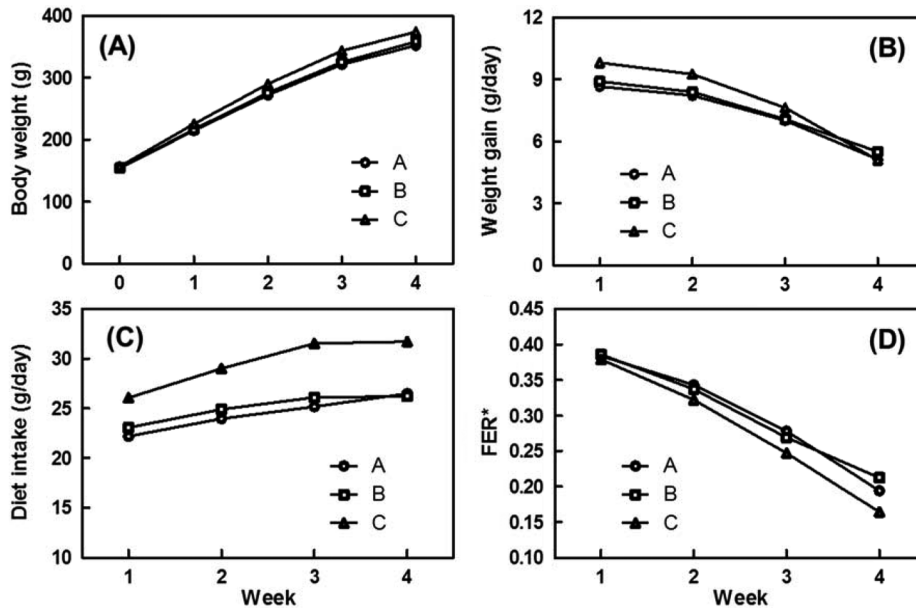 (A)
Body weight (g)
400
300
200
100
0
0 1 2 3 4
A
B
C
(B)
Weight gain (g/day)
12
9
6
3
0
1 2 3 4
A
B
C
(C)
Diet intake (g/day)
35
30
25
20
15
10
1 2 3 4
Week
A
B
C
(D)
FER*
0.40
0.35
0.30
0.25
0.20
0.15
0.10
1 2 3 4
Week
A
B
C